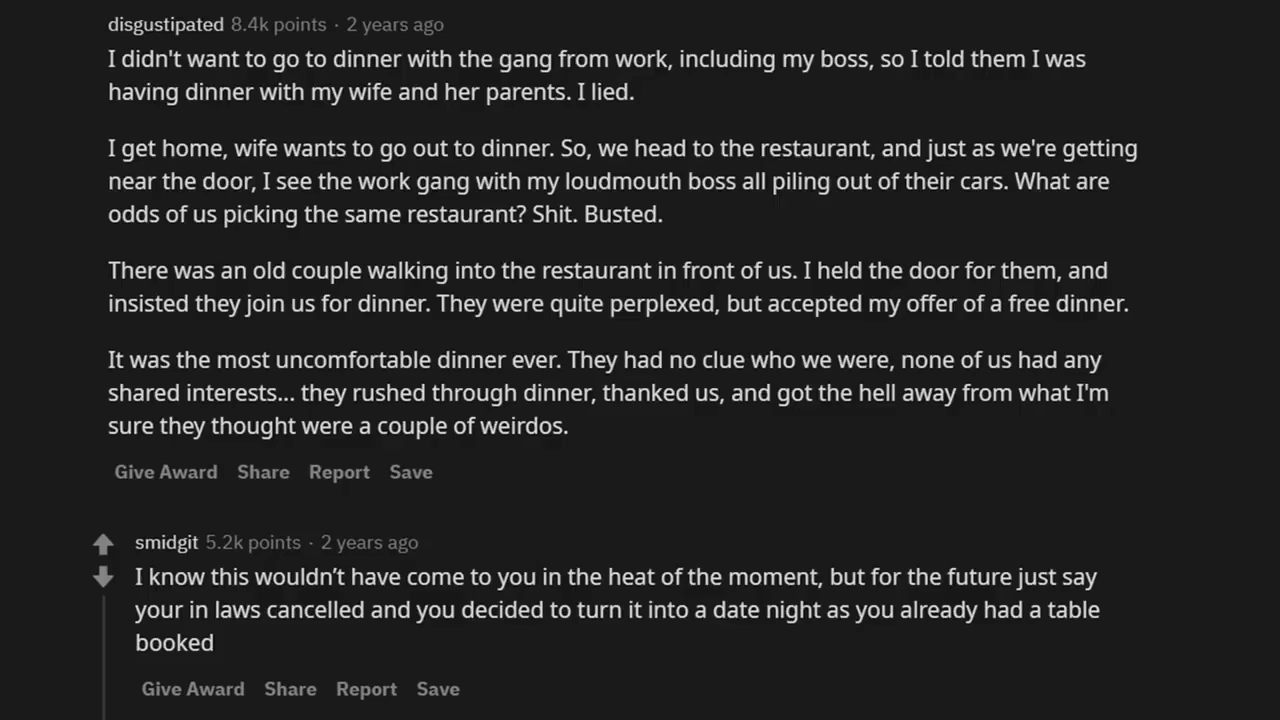 disgustipated 8.4k points · 2 years ago
I didn't want to go to dinner with the gang from work, including my boss, so I told them I was
having dinner with my wife and her parents. I lied.
I get home, wife wants to go out to dinner. So, we head to the restaurant, and just as we're getting
near the door, I see the work gang with my loudmouth boss all piling out of their cars. What are
odds of us picking the same restaurant? Shit. Busted.
There was an old couple walking into the restaurant in front of us. I held the door for them, and
insisted they join us for dinner. They were quite perplexed, but accepted my offer of a free dinner.
It was the most uncomfortable dinner ever. They had no clue who we were, none of us had any
shared interests... they rushed through dinner, thanked us, and got the hell away from what I'm
sure they thought were a couple of weirdos.
Give Award Share Report Save
smidgit 5.2k points · 2 years ago
I know this wouldn’t have come to you in the heat of the moment, but for the future just say
your in laws cancelled and you decided to turn it into a date night as you already had a table
booked
Give Award Share Report Save